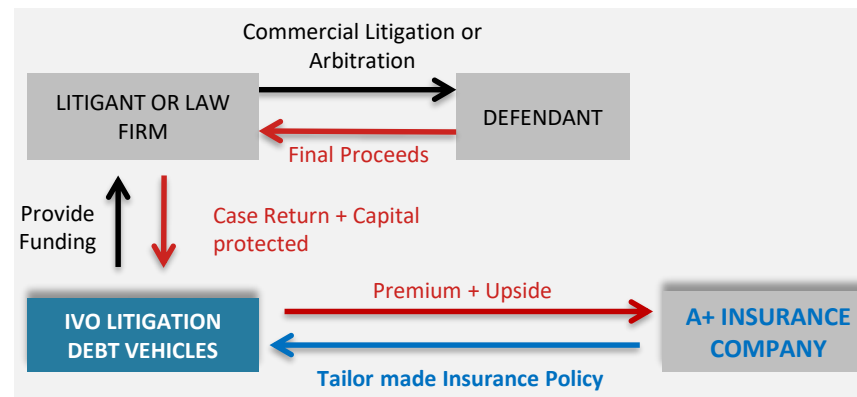 Commercial Litigation or
Arbitration
LITIGANT OR LAW
FIRM
DEFENDANT
Final Proceeds
Provide
Funding
Case Return + Capital
protected
Premium + Upside
IVO LITIGATION
DEBT VEHICLES
A+ INSURANCE
COMPANY
Tailor made Insurance Policy